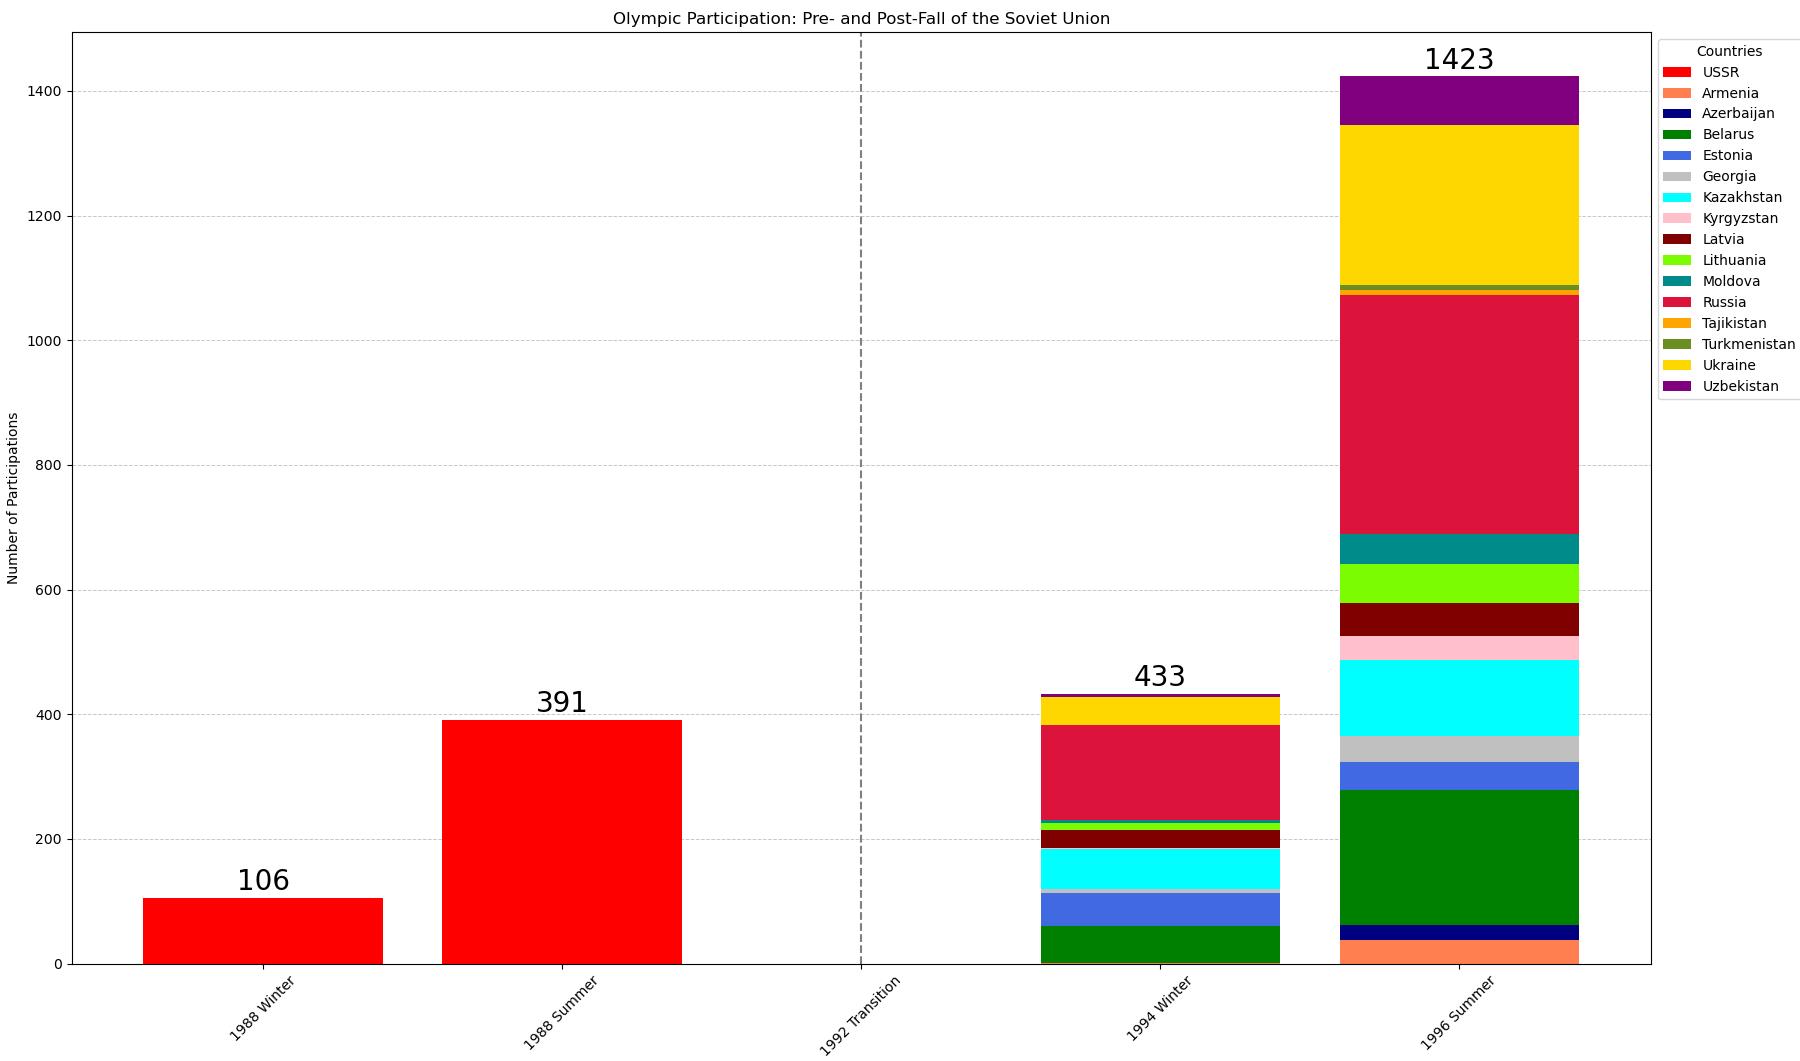 Olympic Participation: Pre- and Post-Fall of the Soviet Union
Number of Participations
1400
1200
1000
800
600
400
200
0
106
391
433
1423
1988 Winter
1988 Summer
1992 Transition
1994 Winter
1996 Summer
Countries
USSR
Armenia
Azerbaijan
Belarus
Estonia
Georgia
Kazakhstan
Kyrgyzstan
Latvia
Lithuania
Moldova
Russia
Tajikistan
Turkmenistan
Ukraine
Uzbekistan